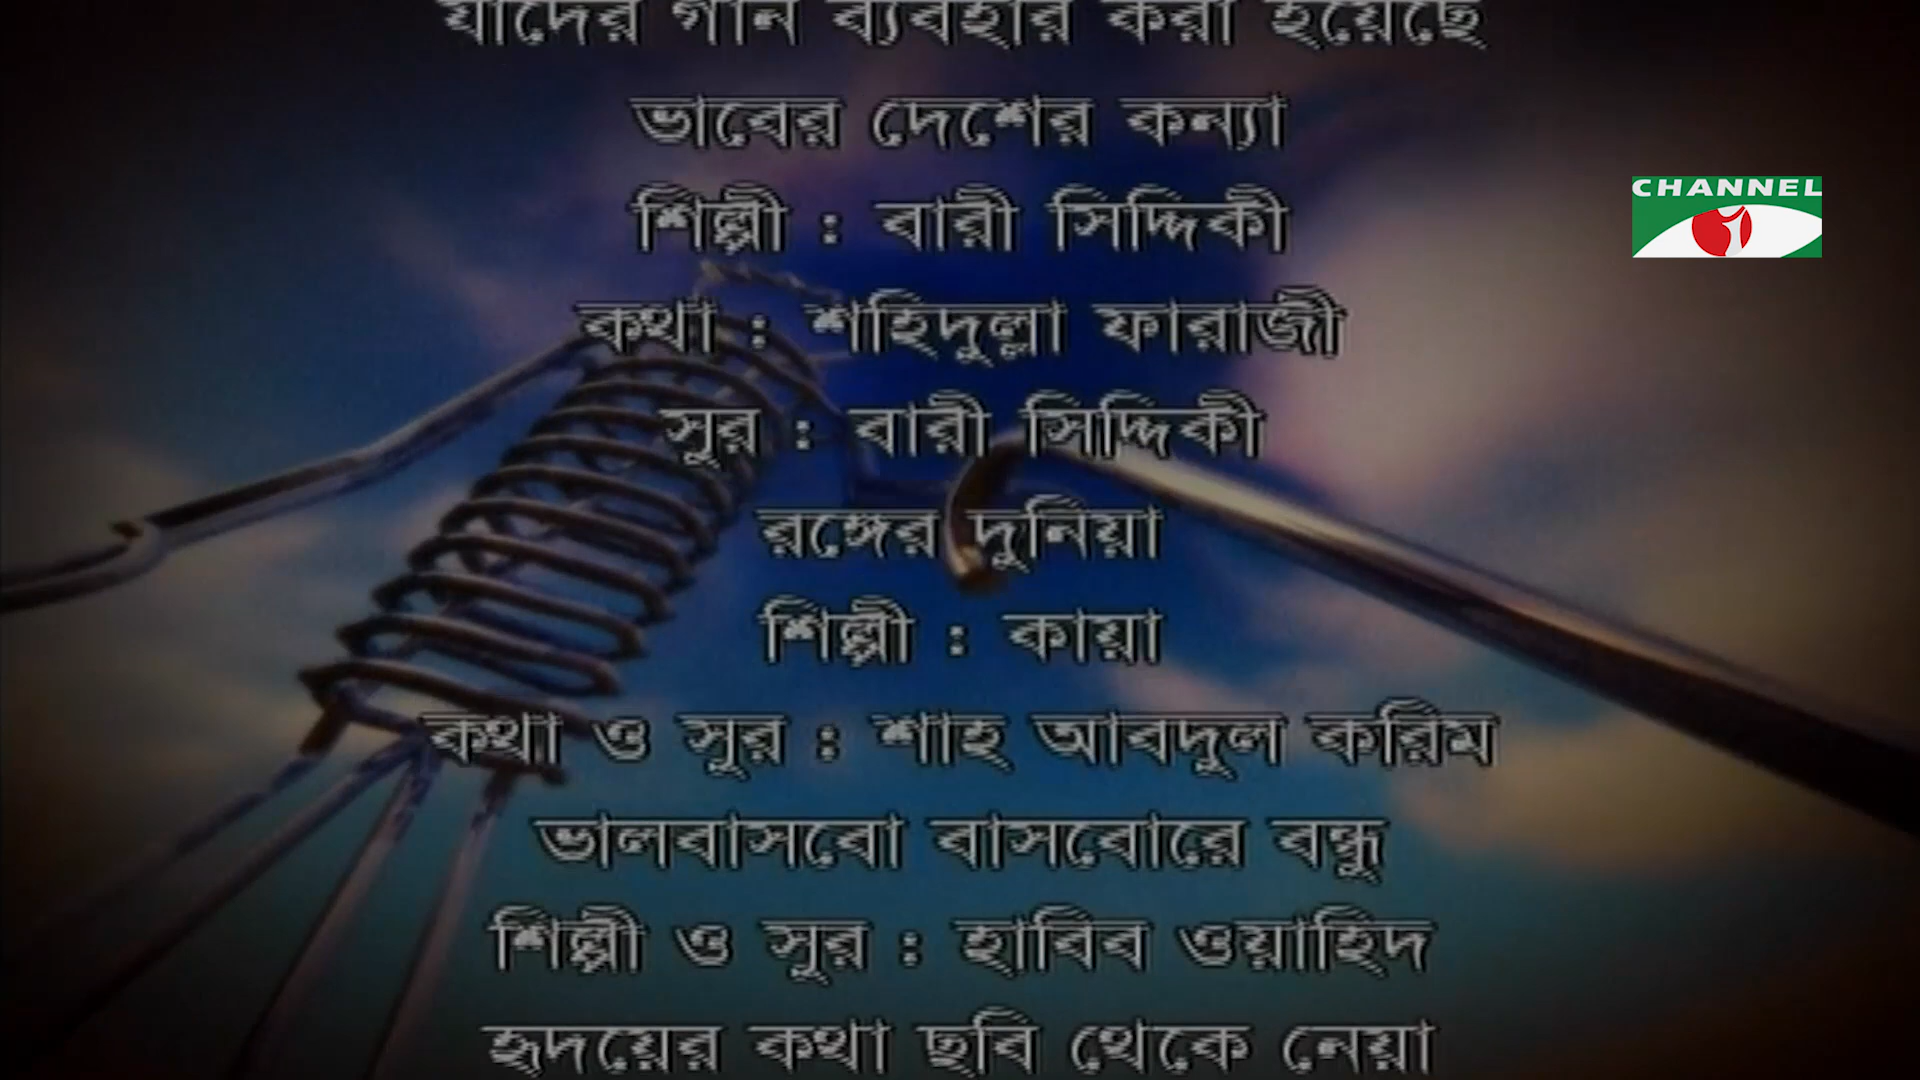 যাদের গান ব্যবহার করা হয়েছে
ভাবের দেশের কন্যা
শিল্পী : বারী সিদ্দিকী
কথা : শহিদুল্লা ফারাজী
সুর : বারী সিদ্দিকী
রঙ্গের দুনিয়া
শিল্পী : কায়া
কথা ও সুর : শাহ আবদুল করিম
ভালবাসবো বাসবোরে বন্ধু
শিল্পী ও সুর : হাবিব ওয়াহিদ
হৃদয়ের কথা ছবি থেকে নেয়া
CHANNEL
i